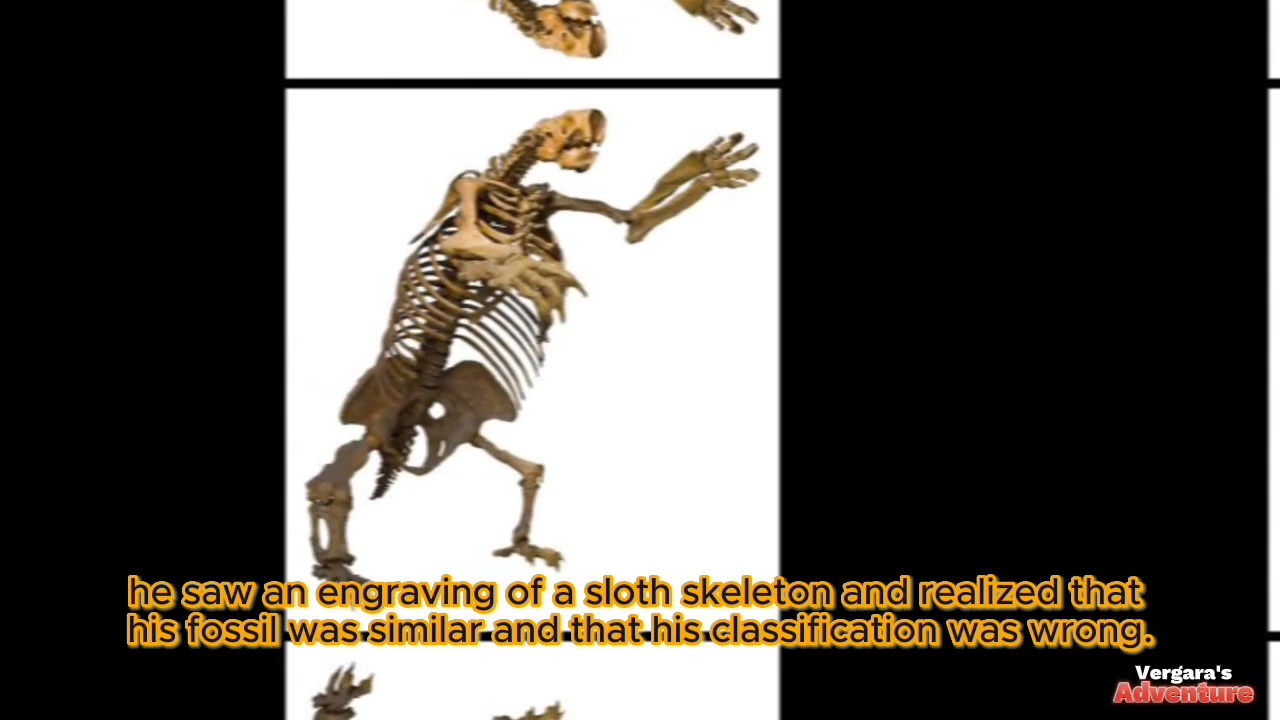 he saw an engraving of a sloth skeleton and realized that
his fossil was similar and that his classification was wrong.
Vergara's
Adventure